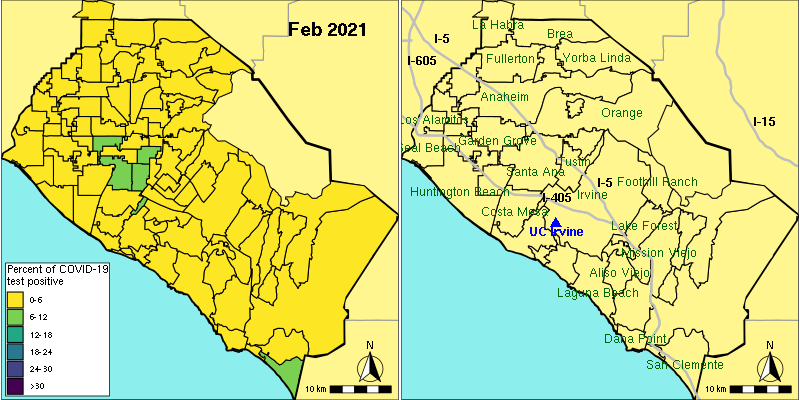 Feb 2021
Percent of COVID-19
test positive
0-6
6-12
12-18
18-24
24-30
>30
N
10 km
La Habra
Brea
I-5
I-605
Fullerton
Yorba Linda
Anaheim
Orange
I-15
Los Alamitos
Garden Grove
Seal Beach
Tustin
Santa Ana
I-5
Foothill Ranch
Huntington Beach
I-405
Irvine
Costa Mesa
UC Irvine
Lake Forest
Mission Viejo
Aliso Viejo
Laguna Beach
Dana Point
San Clemente
N
10 km